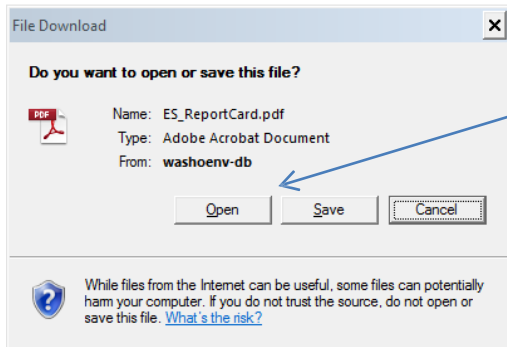 File Download
X
Do you want to open or save this file?
PDF
Name: ES_ReportCard.pdf
Type: Adobe Acrobat Document
From: washoenv-db
Open Save Cancel
While files from the Internet can be useful, some files can potentially
harm your computer. If you do not trust the source, do not open or
save this file. What's the risk?